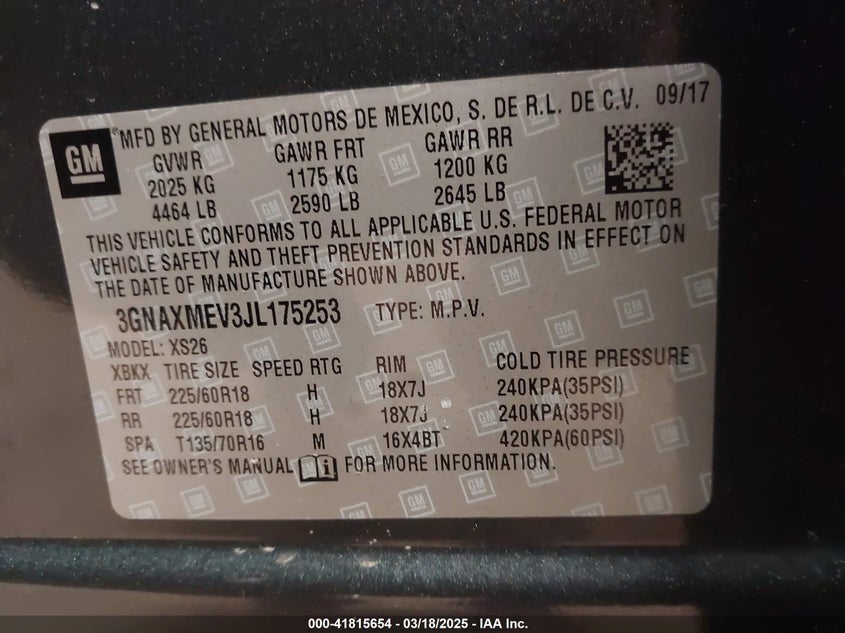 GM
®MFD BY GENERAL MOTORS DE MEXICO, S. DE R.L. DE C.V. 09/17
GVWR GAWR FRT GAWR RR
2025 KG 1175 KG 1200 KG
4464 LB 2590 LB 2645 LB
THIS VEHICLE CONFORMS TO ALL APPLICABLE U.S. FEDERAL MOTOR
VEHICLE SAFETY AND THEFT PREVENTION STANDARDS IN EFFECT ON
THE DATE OF MANUFACTURE SHOWN ABOVE.
3GNAXMEV3JL175253 TYPE: M.P.V.
MODEL: XS26
XBKX TIRE SIZE SPEED RTG RIM COLD TIRE PRESSURE
FRT 225/60R18 H 18X7J 240KPA(35PSI)
RR 225/60R18 H 18X7J 240KPA(35PSI)
SPA T135/70R16 M 16X4BT 420KPA(60PSI)
SEE OWNER'S MANUAL FOR MORE INFORMATION.
000-41815654 / 03/18/2025 — IAA Inc.